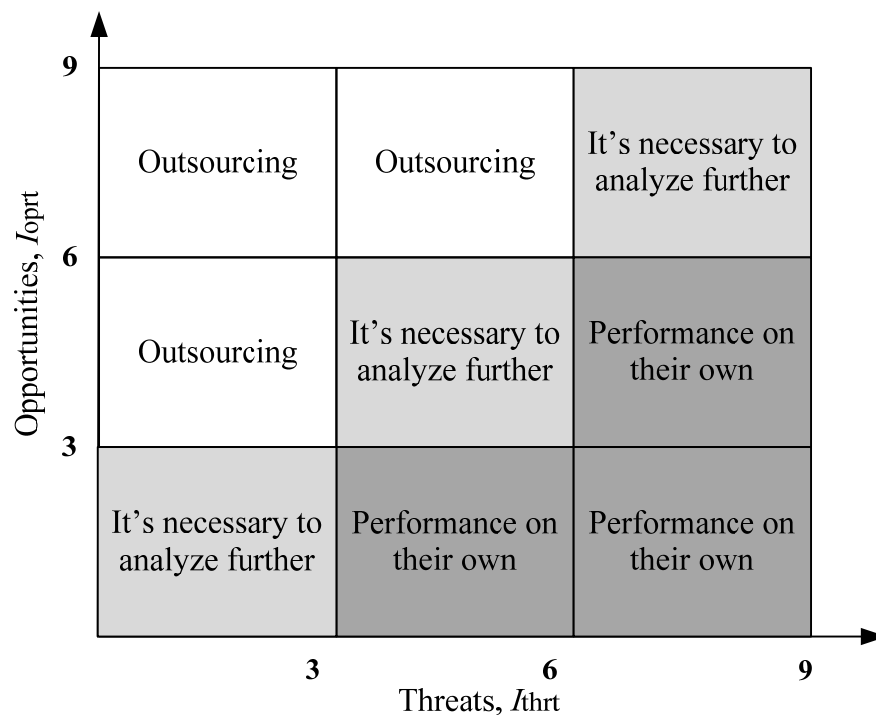 9
Outsourcing
Outsourcing
It's necessary to
analyze further
Opportunities, Ioprt
6
Outsourcing
It's necessary to
analyze further
Performance on
their own
3
It's necessary to
analyze further
Performance on
their own
Performance on
their own
3
6
9
Threats, Ithrt